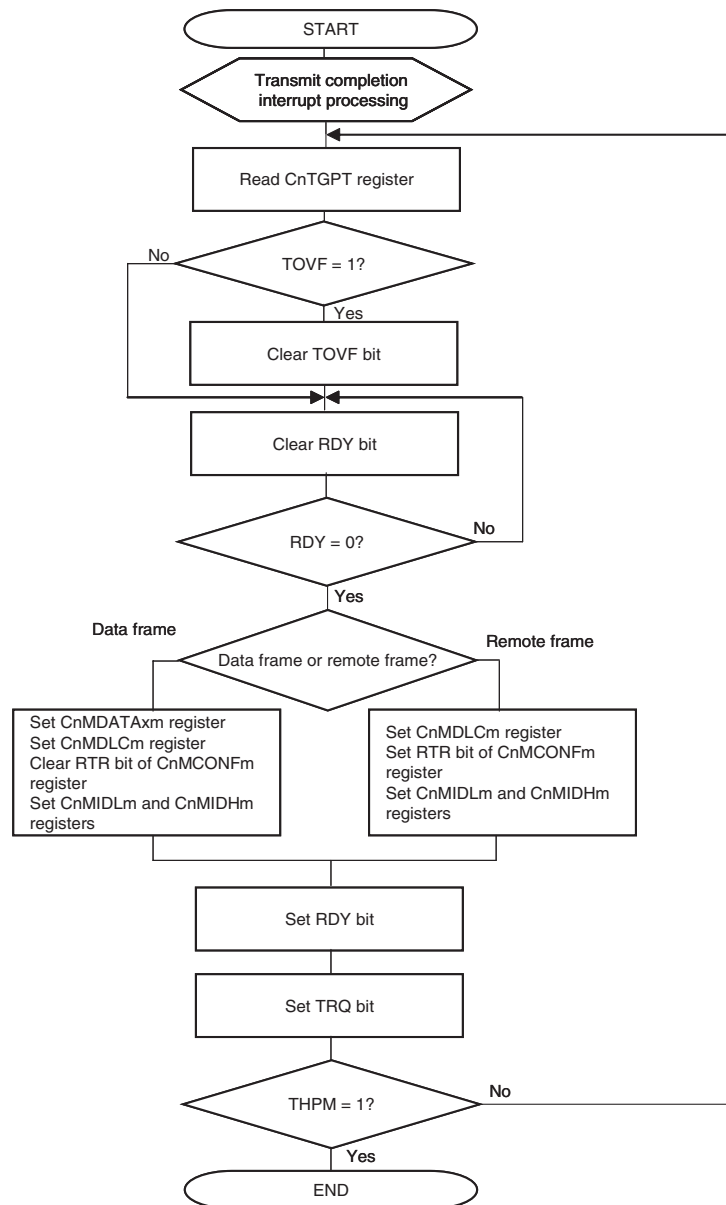 START
Transmit completion
interrupt processing
Read CnTGPT register
No
TOVF = 1?
Yes
Clear TOVF bit
Clear RDY bit
No
RDY = 0?
Yes
Data frame
Remote frame
Data frame or remote frame?
Set CnMDATAxm register
Set CnMDLCm register
Clear RTR bit of CnMCONFm
register
Set CnMIDLm and CnMIDHm
registers
Set CnMDLCm register
Set RTR bit of CnMCONFm
register
Set CnMIDLm and CnMIDHm
registers
Set RDY bit
Set TRQ bit
No
THPM = 1?
Yes
END